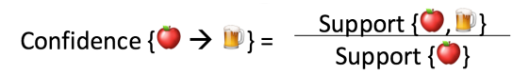 Confidence {🍎 → 🍺} = Support {🍎, 🍺}
Support {🍎}